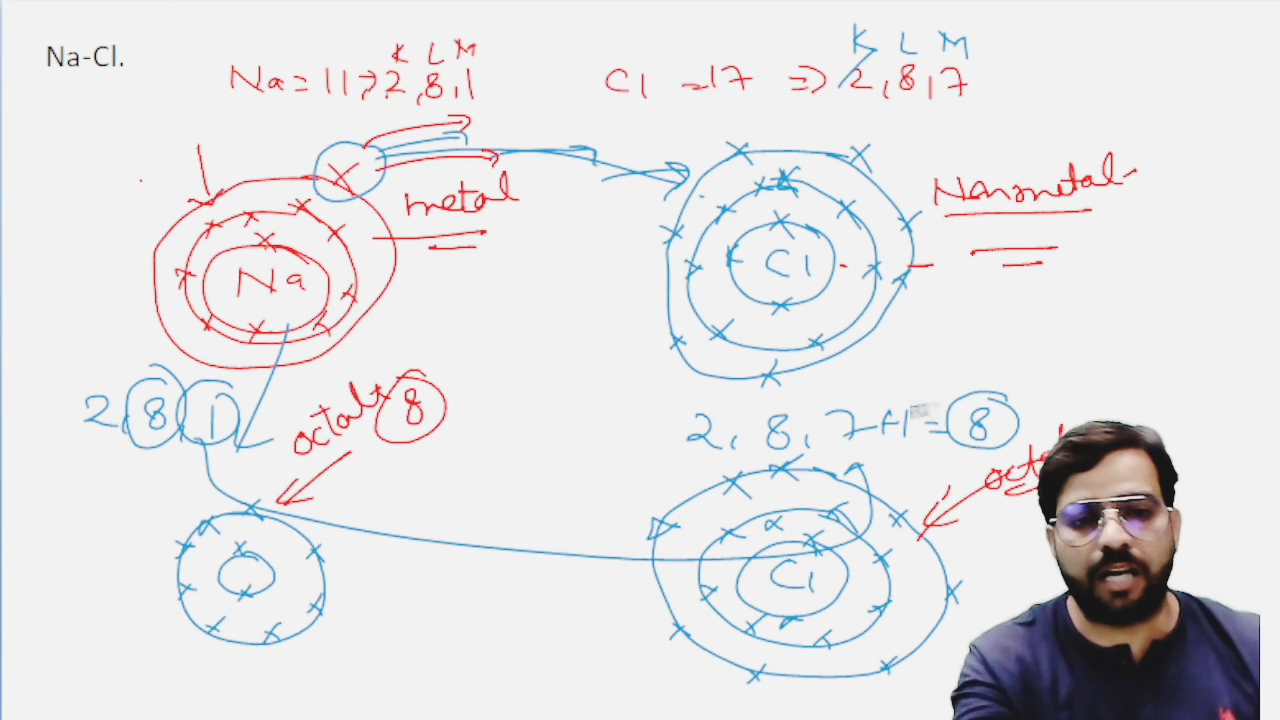 Na-Cl.
K L M
Na = 11 => 2,8,1
K L M
Cl = 17 => 2,8,7
metal
Nonmetal
Na
Cl
2,8,1
octate 8
2, 8, 7+1 = 8
Cl